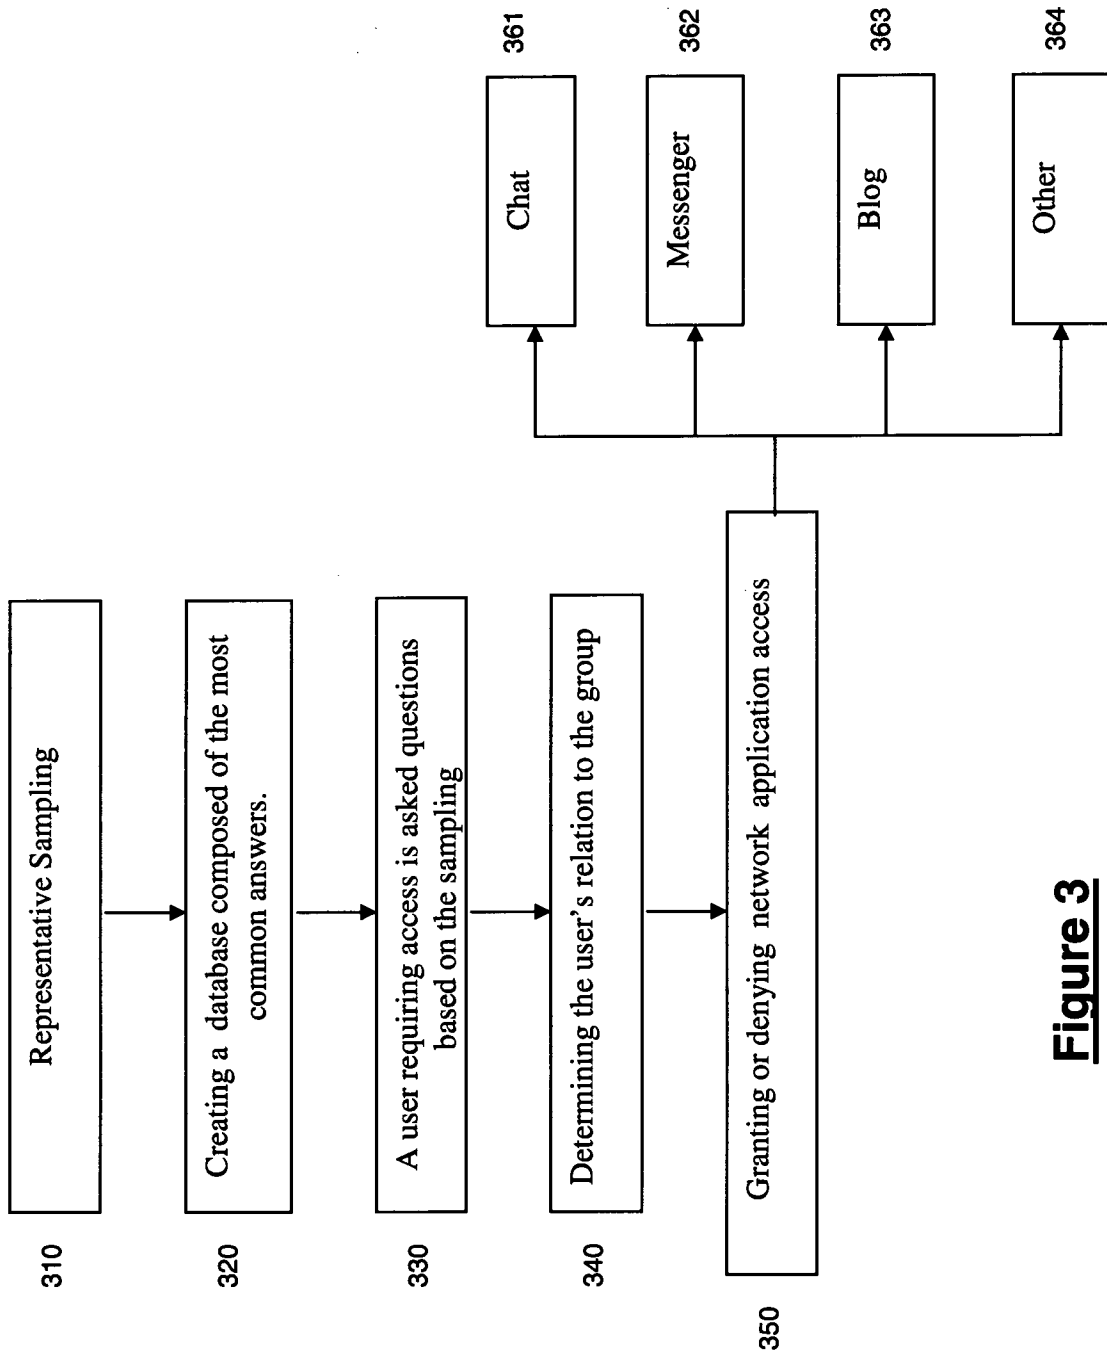 310
Representative Sampling
320
Creating a database composed of the most
common answers.
330
A user requiring access is asked questions
based on the sampling
340
Determining the user's relation to the group
350
Granting or denying network application access
Chat
361
Messenger
362
Blog
363
Other
364
Figure 3